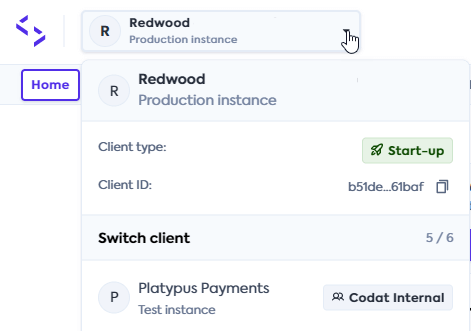 R
Redwood
Production instance
Home
R
Redwood
Production instance
Client type:
Start-up
Client ID:
b51de...61baf
Switch client
5 / 6
P
Platypus Payments
Test instance
Codat Internal